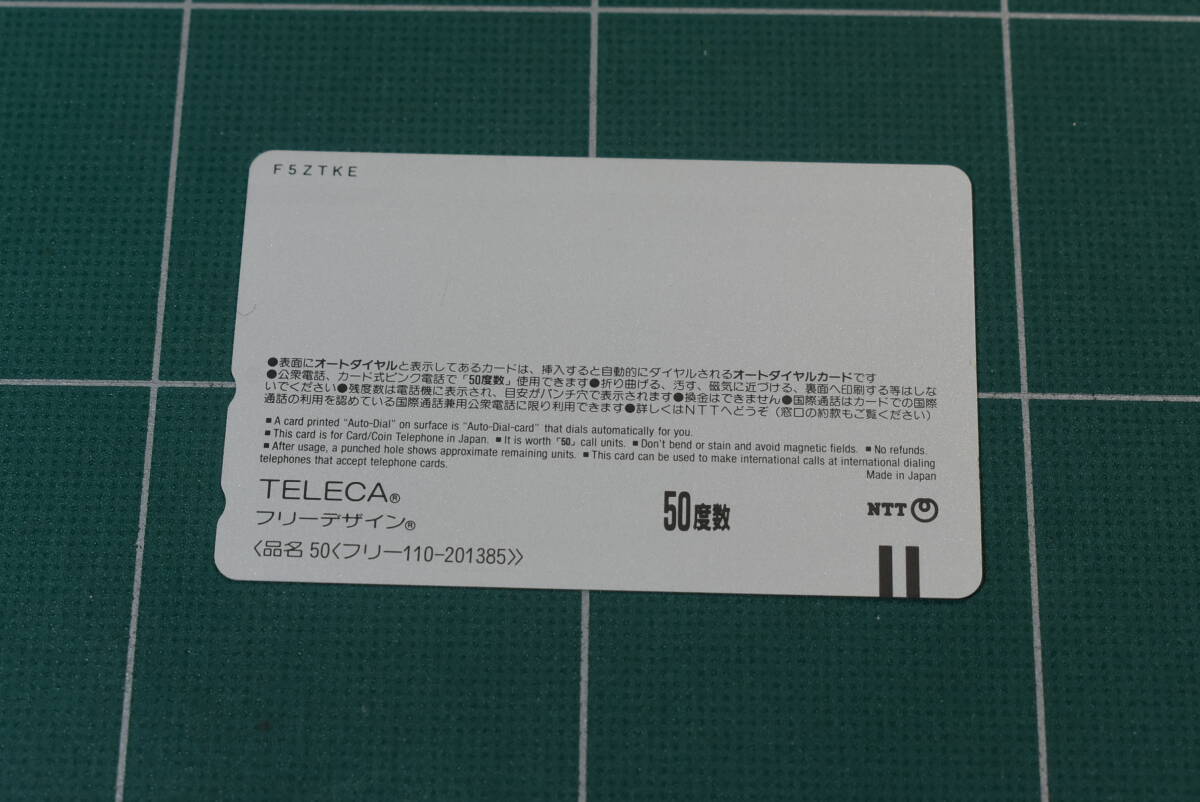 F5ZTKE
●表面にオートダイヤルと表示してあるカードは、挿入すると自動的にダイヤルされるオートダイヤルカードです
●公衆電話、カード式ピンク電話で「50度数」使用できます●折り曲げる、汚す、磁気に近づける、裏面へ印刷する等はしな
いでください●残度数は電話機に表示され、目安がパンチ穴で表示されます●換金はできません●国際通話はカードでの国際
通話の利用を認めている国際通話兼用公衆電話に限り利用できます●詳しくはNTTへどうぞ(窓口の約款もご覧ください)
■ A card printed “Auto-Dial” on surface is “Auto-Dial-card” that dials automatically for you.
■ This card is for Card/Coin Telephone in Japan. ■ It is worth「50」call units. ■ Don't bend or stain and avoid magnetic fields. ■ No refunds.
■ After usage, a punched hole shows approximate remaining units. ■ This card can be used to make international calls at international dialing
telephones that accept telephone cards.
Made in Japan
TELECA®
フリーデザイン®
50度数
NTT
〈品名 50〈フリー110-201385〉〉